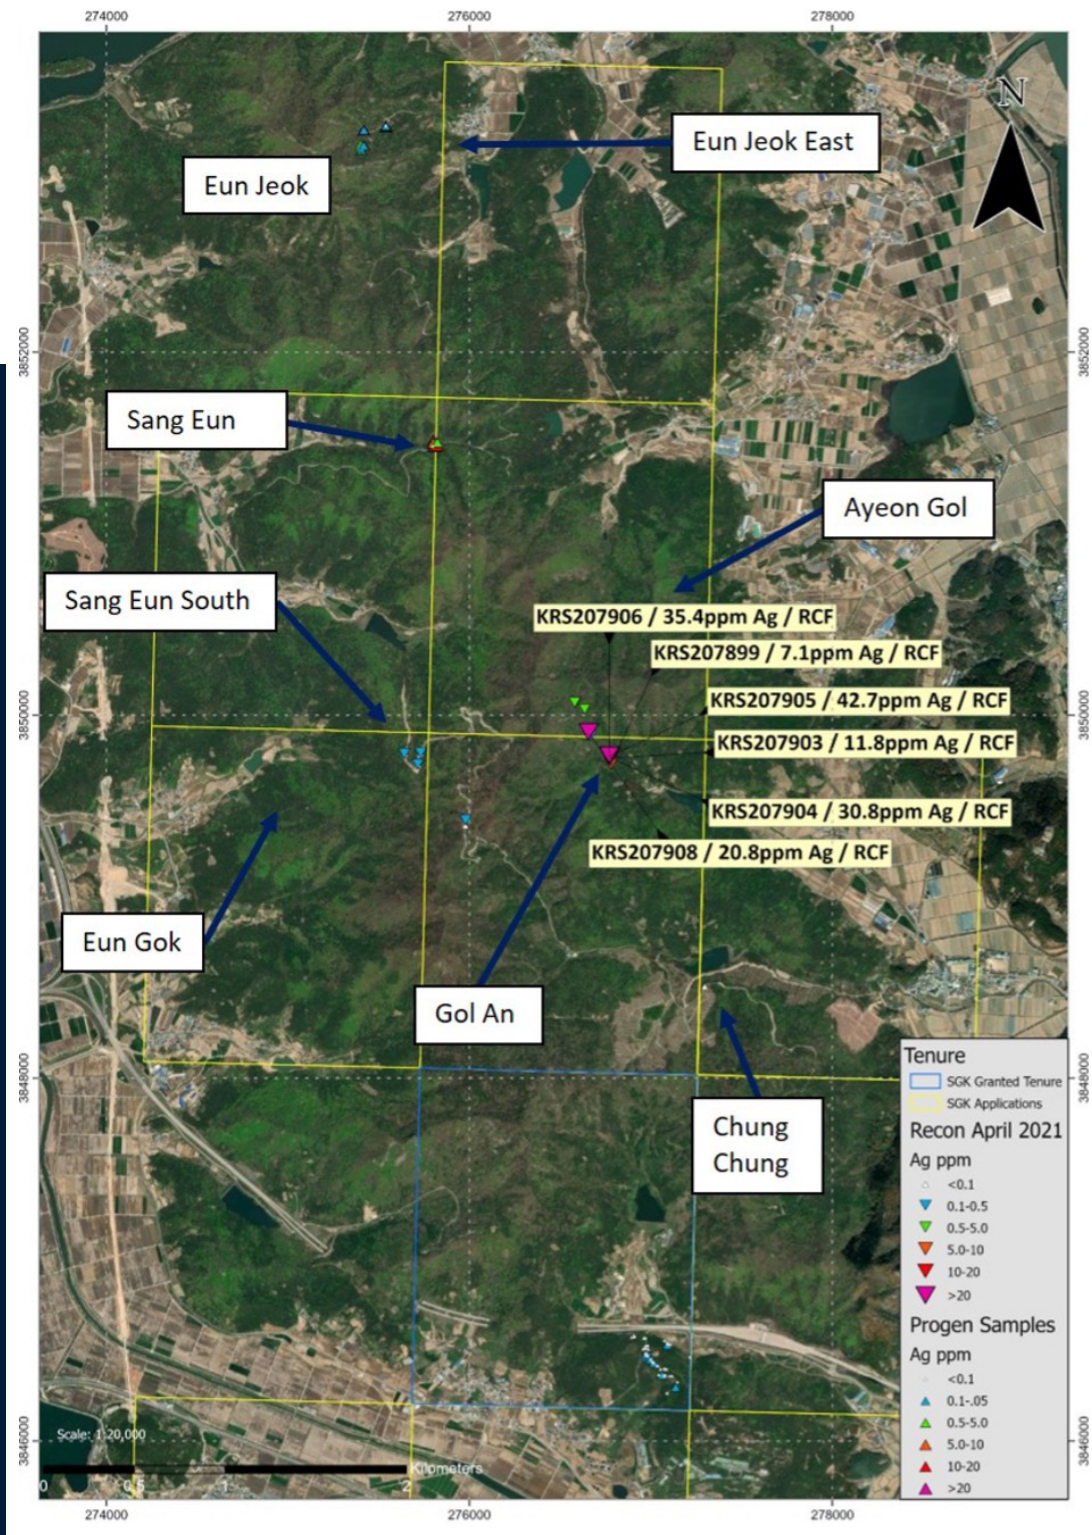 274000
276000
278000
N
Eun Jeok East
Eun Jeok
3852000
3852000
Sang Eun
Ayeon Gol
Sang Eun South
KRS207906 / 35.4ppm Ag / RCF
KRS207899 / 7.1ppm Ag / RCF
3850000
3850000
KRS207905 / 42.7ppm Ag / RCF
KRS207903 / 11.8ppm Ag / RCF
KRS207904 / 30.8ppm Ag / RCF
KRS207908 / 20.8ppm Ag / RCF
Eun Gok
Gol An
3848000
3848000
Chung
Chung
Tenure
SGK Granted Tenure
SGK Applications
Recon April 2021
Ag ppm
<0.1
0.1-0.5
0.5-5.0
5.0-10
10-20
>20
Progen Samples
Ag ppm
<0.1
0.1-.05
0.5-5.0
5.0-10
10-20
>20
3846000
3846000
Scale: 1:20,000
Kilometers
0
0.5
1
2
274000
276000
278000